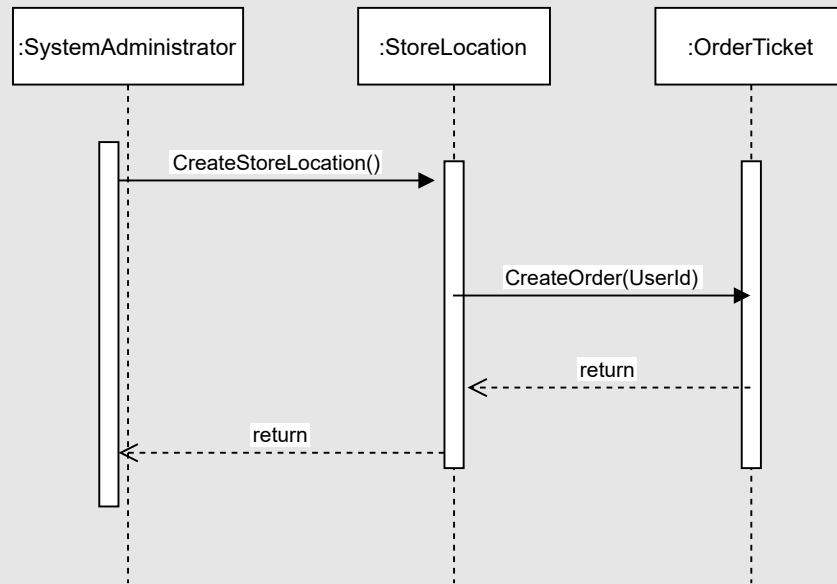 :SystemAdministrator
:StoreLocation
:OrderTicket
CreateStoreLocation()
CreateOrder(UserId)
return
return